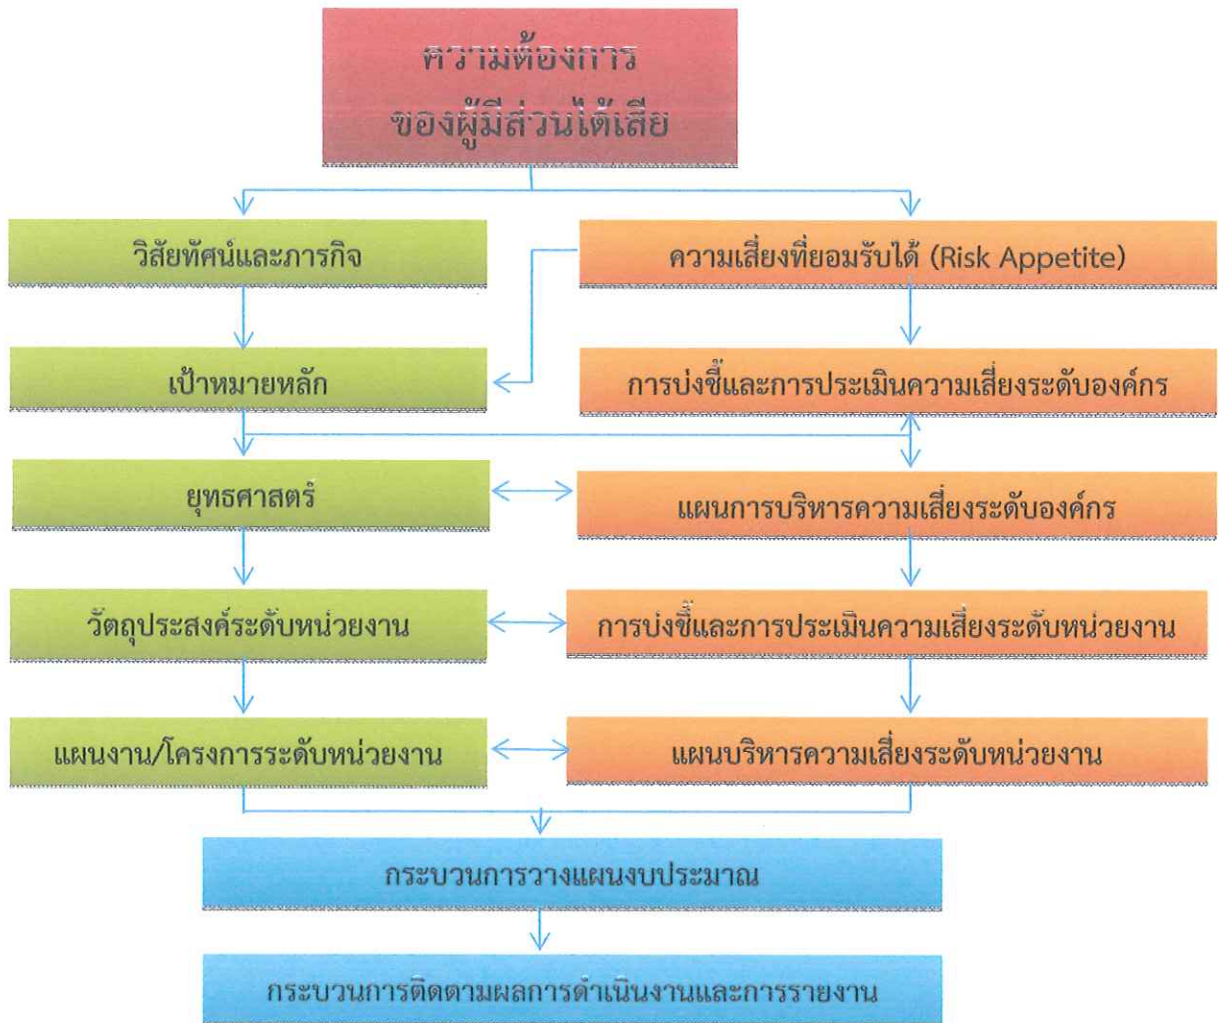 ความต้องการ
ของผู้มีส่วนได้เสีย
วิสัยทัศน์และภารกิจ
ความเสี่ยงที่ยอมรับได้ (Risk Appetite)
เป้าหมายหลัก
การบ่งชี้และการประเมินความเสี่ยงระดับองค์กร
ยุทธศาสตร์
แผนการบริหารความเสี่ยงระดับองค์กร
วัตถุประสงค์ระดับหน่วยงาน
การบ่งชี้และการประเมินความเสี่ยงระดับหน่วยงาน
แผนงาน/โครงการระดับหน่วยงาน
แผนบริหารความเสี่ยงระดับหน่วยงาน
กระบวนการวางแผนงบประมาณ
กระบวนการติดตามผลการดำเนินงานและการรายงาน